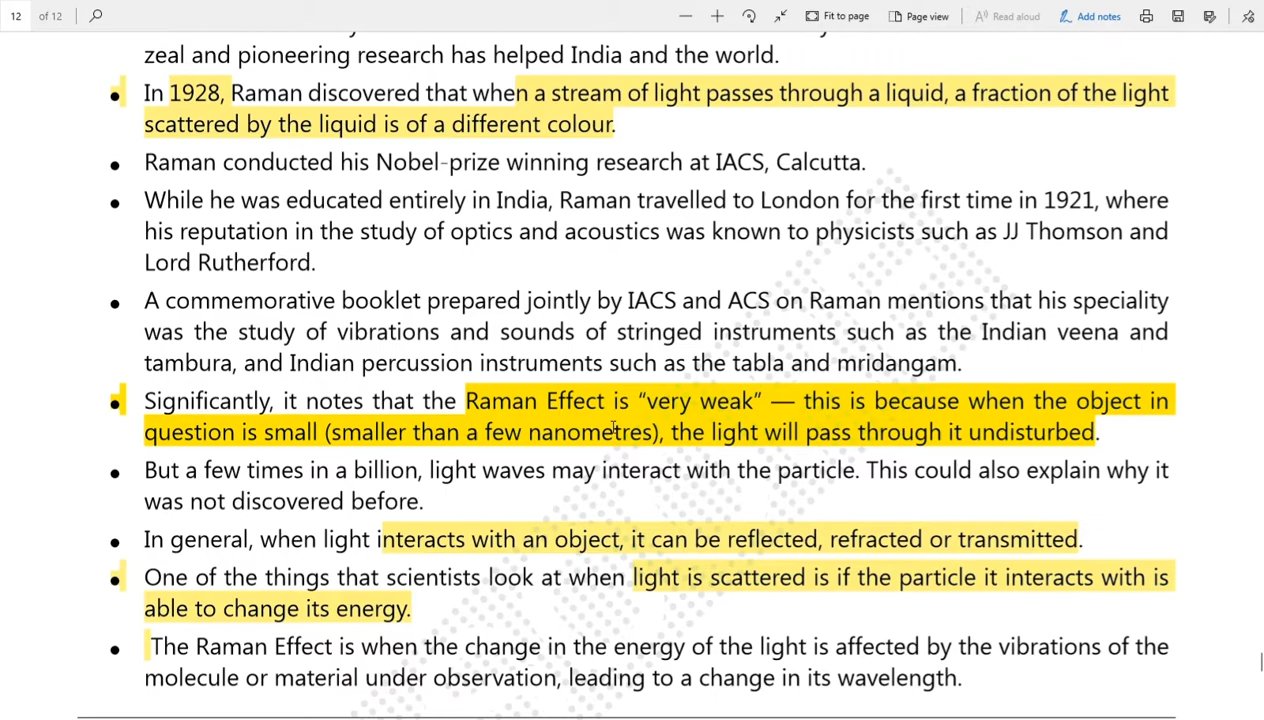 12 of 12 Fit to page Page view Read aloud Add notes
zeal and pioneering research has helped India and the world.
• In 1928, Raman discovered that when a stream of light passes through a liquid, a fraction of the light
scattered by the liquid is of a different colour.
• Raman conducted his Nobel-prize winning research at IACS, Calcutta.
• While he was educated entirely in India, Raman travelled to London for the first time in 1921, where
his reputation in the study of optics and acoustics was known to physicists such as JJ Thomson and
Lord Rutherford.
• A commemorative booklet prepared jointly by IACS and ACS on Raman mentions that his speciality
was the study of vibrations and sounds of stringed instruments such as the Indian veena and
tambura, and Indian percussion instruments such as the tabla and mridangam.
• Significantly, it notes that the Raman Effect is “very weak” — this is because when the object in
question is small (smaller than a few nanometres), the light will pass through it undisturbed.
• But a few times in a billion, light waves may interact with the particle. This could also explain why it
was not discovered before.
• In general, when light interacts with an object, it can be reflected, refracted or transmitted.
• One of the things that scientists look at when light is scattered is if the particle it interacts with is
able to change its energy.
• The Raman Effect is when the change in the energy of the light is affected by the vibrations of the
molecule or material under observation, leading to a change in its wavelength.